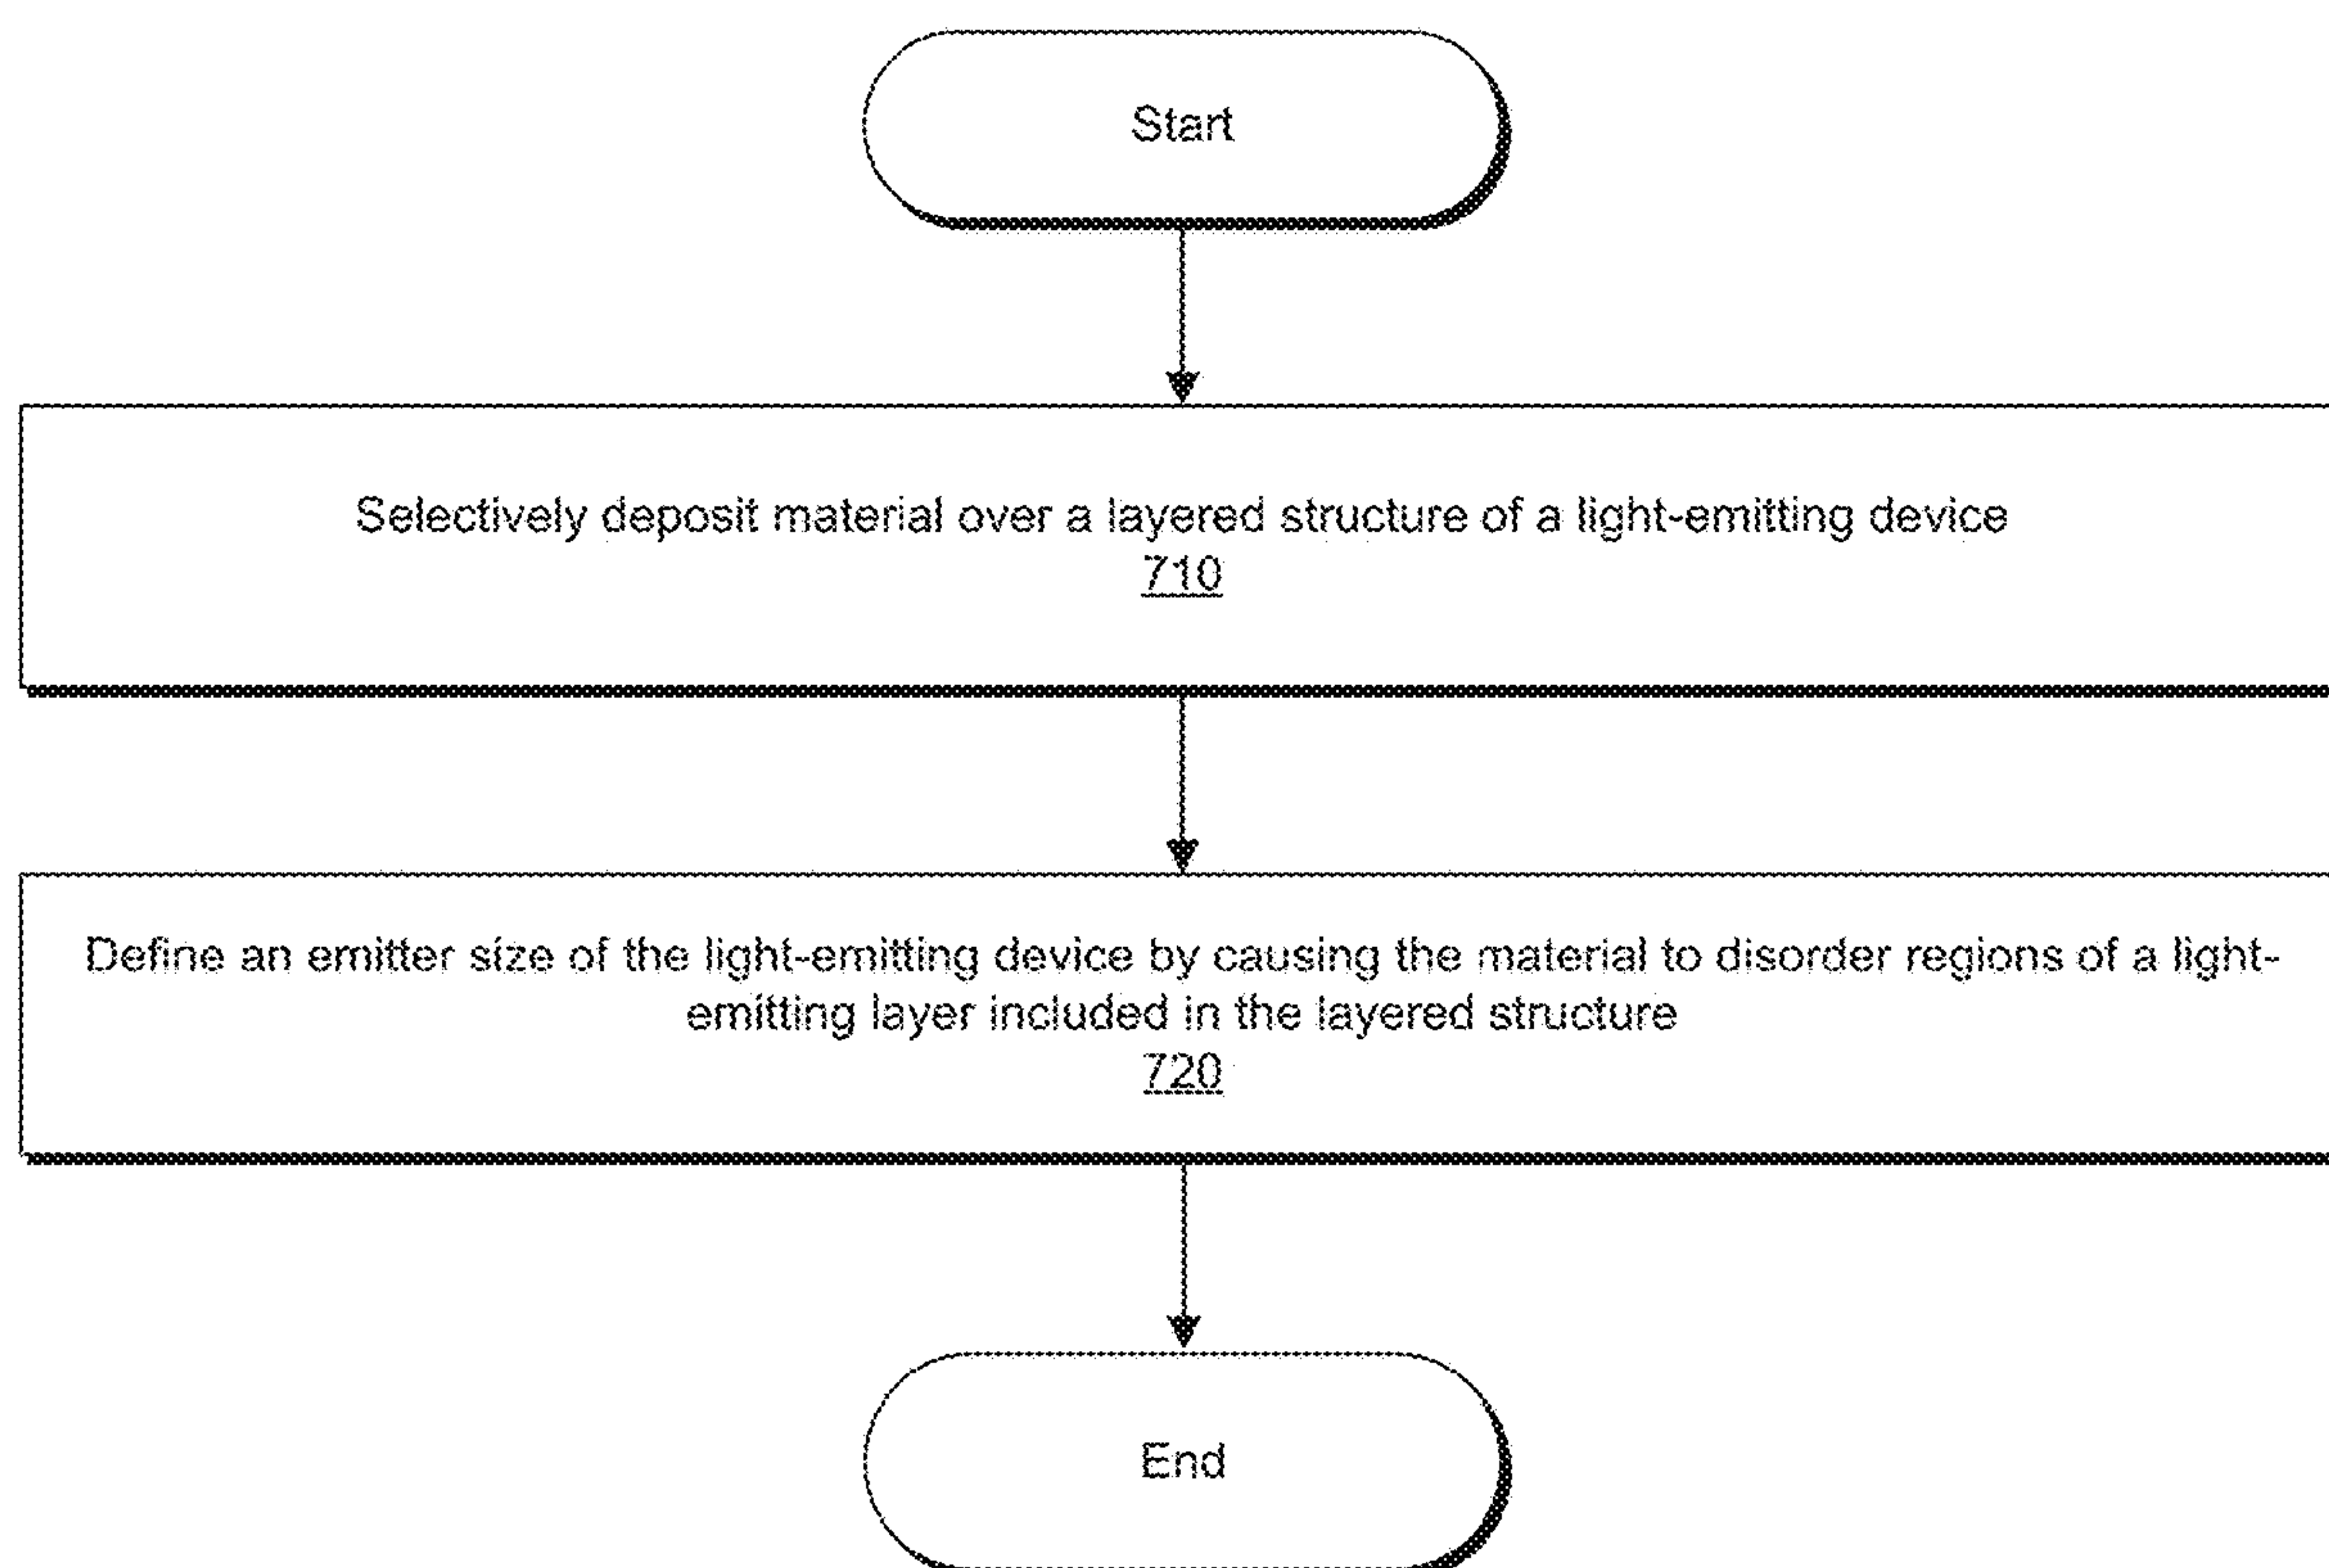 Start
Selectively deposit material over a layered structure of a light-emitting device
710
Define an emitter size of the light-emitting device by causing the material to disorder regions of a light-
emitting layer included in the layered structure
720
End